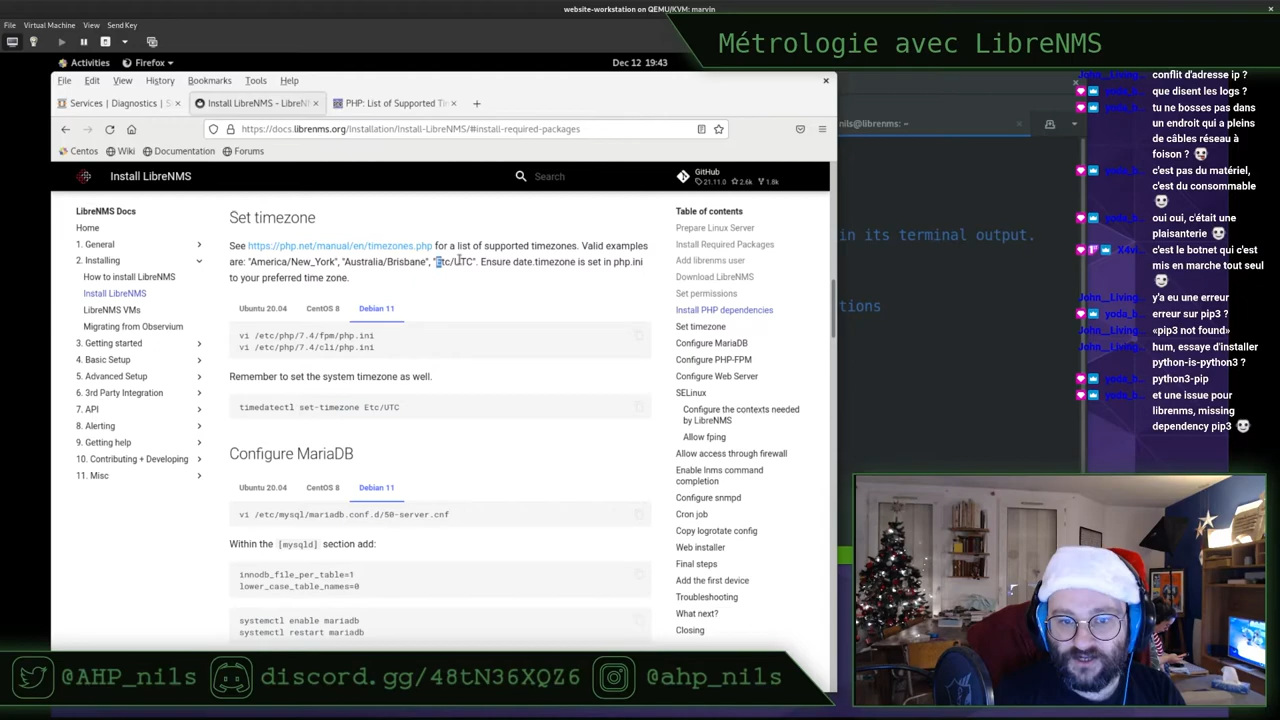 website-workstation on QEMU/KVM: marvin
File Virtual Machine View Send Key
Métrologie avec LibreNMS
Activities Firefox Dec 12 19:43
File Edit View History Bookmarks Tools Help
Services | Diagnostics | S
Install LibreNMS - LibreN
PHP: List of Supported Tim
https://docs.librenms.org/Installation/Install-LibreNMS/#install-required-packages
Centos Wiki Documentation Forums
Install LibreNMS
Search
GitHub
21.11.0 2.6k 1.8k
LibreNMS Docs
Home
1. General
2. Installing
How to install LibreNMS
Install LibreNMS
LibreNMS VMs
Migrating from Observium
3. Getting started
4. Basic Setup
5. Advanced Setup
6. 3rd Party Integration
7. API
8. Alerting
9. Getting help
10. Contributing + Developing
11. Misc
Set timezone
See https://php.net/manual/en/timezones.php for a list of supported timezones. Valid examples
are: "America/New_York", "Australia/Brisbane", "Etc/UTC". Ensure date.timezone is set in php.ini
to your preferred time zone.
Ubuntu 20.04 CentOS 8 Debian 11
vi /etc/php/7.4/fpm/php.ini
vi /etc/php/7.4/cli/php.ini
Remember to set the system timezone as well.
timedatectl set-timezone Etc/UTC
Configure MariaDB
Ubuntu 20.04 CentOS 8 Debian 11
vi /etc/mysql/mariadb.conf.d/50-server.cnf
Within the [mysqld] section add:
innodb_file_per_table=1
lower_case_table_names=0
systemctl enable mariadb
systemctl restart mariadb
Table of contents
Prepare Linux Server
Install Required Packages
Add librenms user
Download LibreNMS
Set permissions
Install PHP dependencies
Set timezone
Configure MariaDB
Configure PHP-FPM
Configure Web Server
SELinux
Configure the contexts needed
by LibreNMS
Allow fping
Allow access through firewall
Enable lnms command
completion
Configure snmpd
Cron job
Copy logrotate config
Web installer
Final steps
Add the first device
Troubleshooting
What next?
Closing
nils@librenms: ~
in its terminal output.
tions
John__Living… conflit d'adresse ip ?
que disent les logs ?
tu ne bosses pas dans
un endroit qui a pleins
de câbles réseau à
foison ?
c'est pas du matériel,
c'est du consommable
oui oui, c'était une
plaisanterie
X4vi… c'est le botnet qui c'est
mis en marche tout seul
John__Living… y'a eu une erreur
yoda_b… erreur sur pip3 ?
John__Living… «pip3 not found»
John__Living… hum, essaye d'installer
python-is-python3 ?
yoda_b… python3-pip
yoda_b… et une issue pour
librenms, missing
dependency pip3
@AHP_nils discord.gg/48tN36XQZ6 @ahp_nils